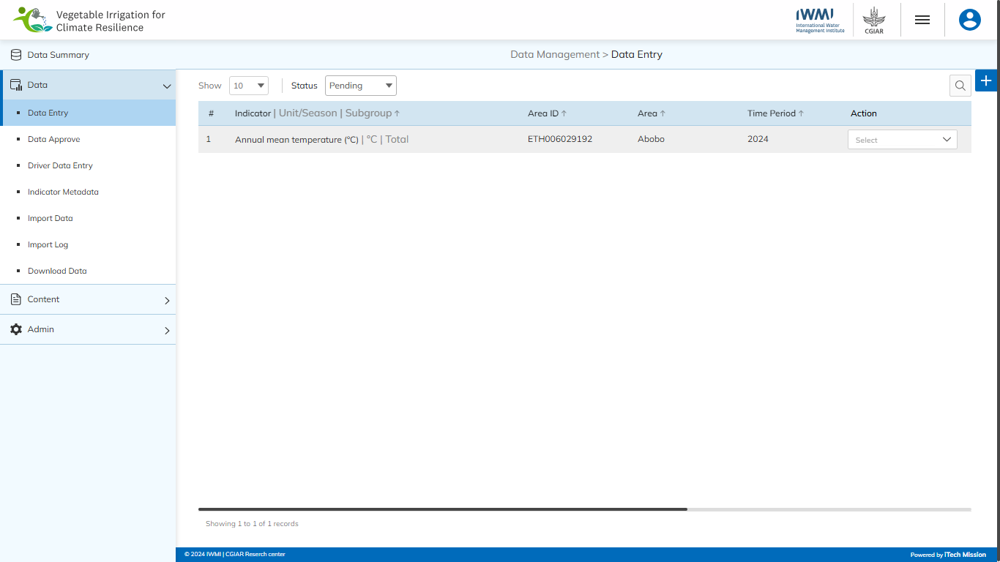 Vegetable Irrigation for
Climate Resilience
IWMI
International Water
Management Institute
CGIAR
Data Summary
Data Management > Data Entry
Data
Data Entry
Data Approve
Driver Data Entry
Indicator Metadata
Import Data
Import Log
Download Data
Content
Admin
Show 10 Status Pending
# Indicator | Unit/Season | Subgroup ↑ Area ID ↑ Area ↑ Time Period ↑ Action
1 Annual mean temperature (°C) | °C | Total ETH006029192 Abobo 2024 Select
Showing 1 to 1 of 1 records
© 2024 IWMI | CGIAR Reserch center Powered by iTech Mission